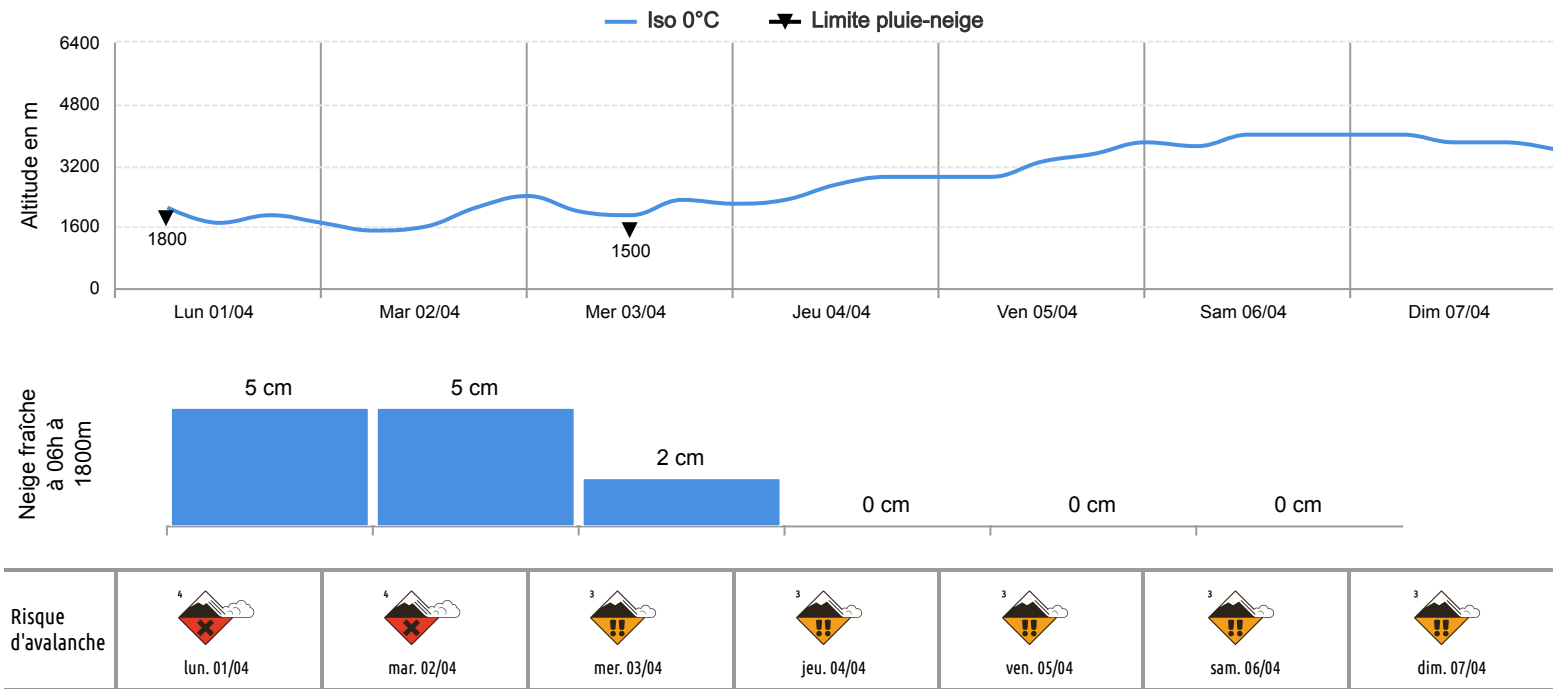 Iso 0°C Limite pluie-neige
Altitude en m
6400
4800
3200
1600
0
1800
1500
Lun 01/04 Mar 02/04 Mer 03/04 Jeu 04/04 Ven 05/04 Sam 06/04 Dim 07/04
Neige fraîche
à 06h à
1800m
5 cm 5 cm 2 cm 0 cm 0 cm 0 cm
Risque
d'avalanche
4 4 3 3 3 3 3
lun. 01/04 mar. 02/04 mer. 03/04 jeu. 04/04 ven. 05/04 sam. 06/04 dim. 07/04